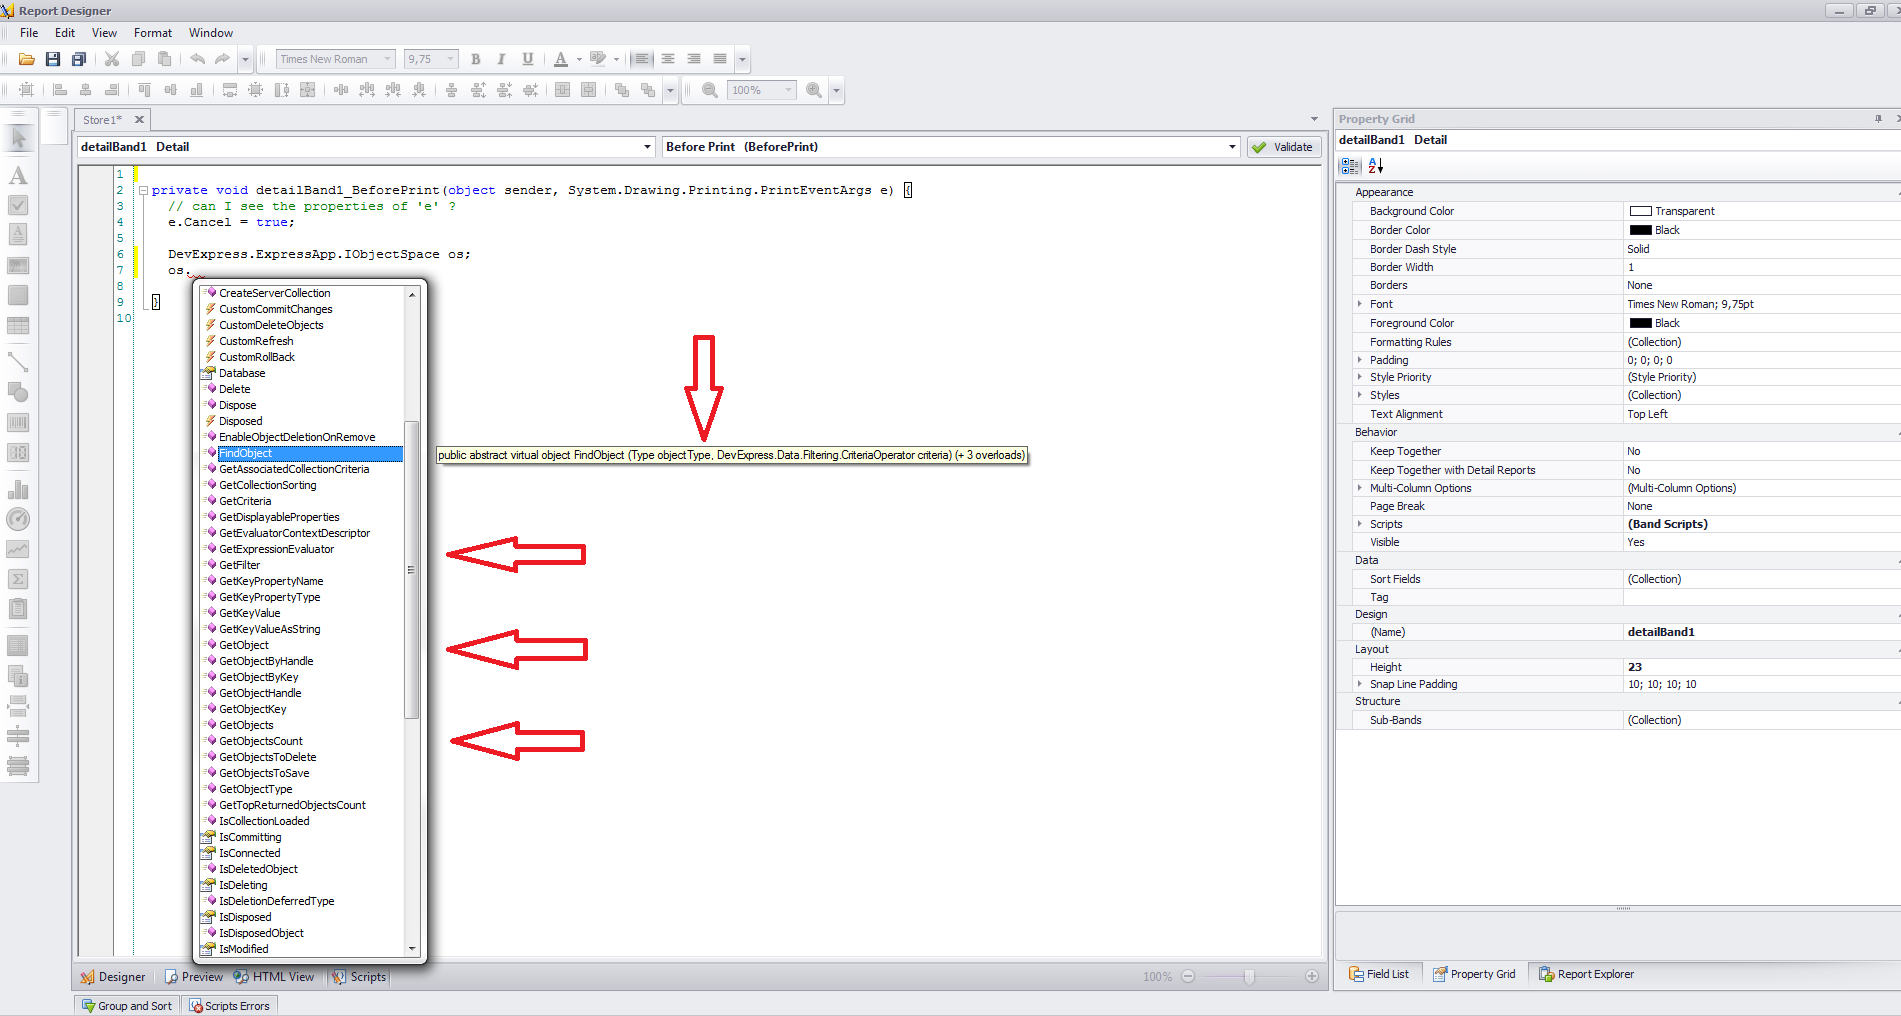 Report Designer
File Edit View Format Window
Times New Roman 9,75 B I U A
100%
Store1*
detailBand1 Detail
Before Print (BeforePrint)
Validate
1
2 private void detailBand1_BeforePrint(object sender, System.Drawing.Printing.PrintEventArgs e) {
3 // can I see the properties of 'e' ?
4 e.Cancel = true;
5
6 DevExpress.ExpressApp.IObjectSpace os;
7 os.
8
9 }
10
CreateServerCollection
CustomCommitChanges
CustomDeleteObjects
CustomRefresh
CustomRollBack
Database
Delete
Dispose
Disposed
EnableObjectDeletionOnRemove
FindObject
GetAssociatedCollectionCriteria
GetCollectionSorting
GetCriteria
GetDisplayableProperties
GetEvaluatorContextDescriptor
GetExpressionEvaluator
GetFilter
GetKeyPropertyName
GetKeyPropertyType
GetKeyValue
GetKeyValueAsString
GetObject
GetObjectByHandle
GetObjectByKey
GetObjectHandle
GetObjectKey
GetObjects
GetObjectsCount
GetObjectsToDelete
GetObjectsToSave
GetObjectType
GetTopReturnedObjectsCount
IsCollectionLoaded
IsCommitting
IsConnected
IsDeletedObject
IsDeleting
IsDeletionDeferredType
IsDisposed
IsDisposedObject
IsModified
public abstract virtual object FindObject (Type objectType, DevExpress.Data.Filtering.CriteriaOperator criteria) (+ 3 overloads)
Designer Preview HTML View Scripts
100%
Group and Sort Scripts Errors
Property Grid
detailBand1 Detail
Appearance
Background Color Transparent
Border Color Black
Border Dash Style Solid
Border Width 1
Borders None
Font Times New Roman; 9,75pt
Foreground Color Black
Formatting Rules (Collection)
Padding 0; 0; 0; 0
Style Priority (Style Priority)
Styles (Collection)
Text Alignment Top Left
Behavior
Keep Together No
Keep Together with Detail Reports No
Multi-Column Options (Multi-Column Options)
Page Break None
Scripts (Band Scripts)
Visible Yes
Data
Sort Fields (Collection)
Tag
Design
(Name) detailBand1
Layout
Height 23
Snap Line Padding 10; 10; 10; 10
Structure
Sub-Bands (Collection)
Field List Property Grid Report Explorer